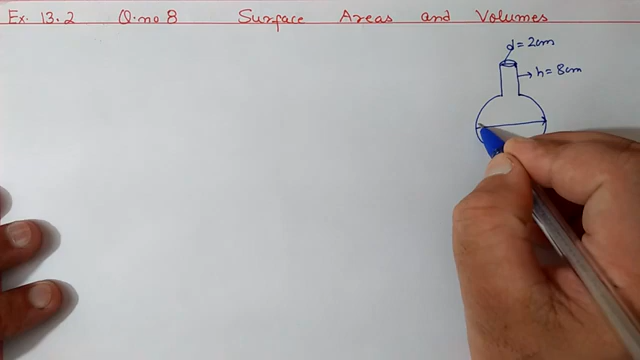 Ex. 13.2 Q.no 8 Surface Areas and Volumes
d = 2cm
h = 8cm